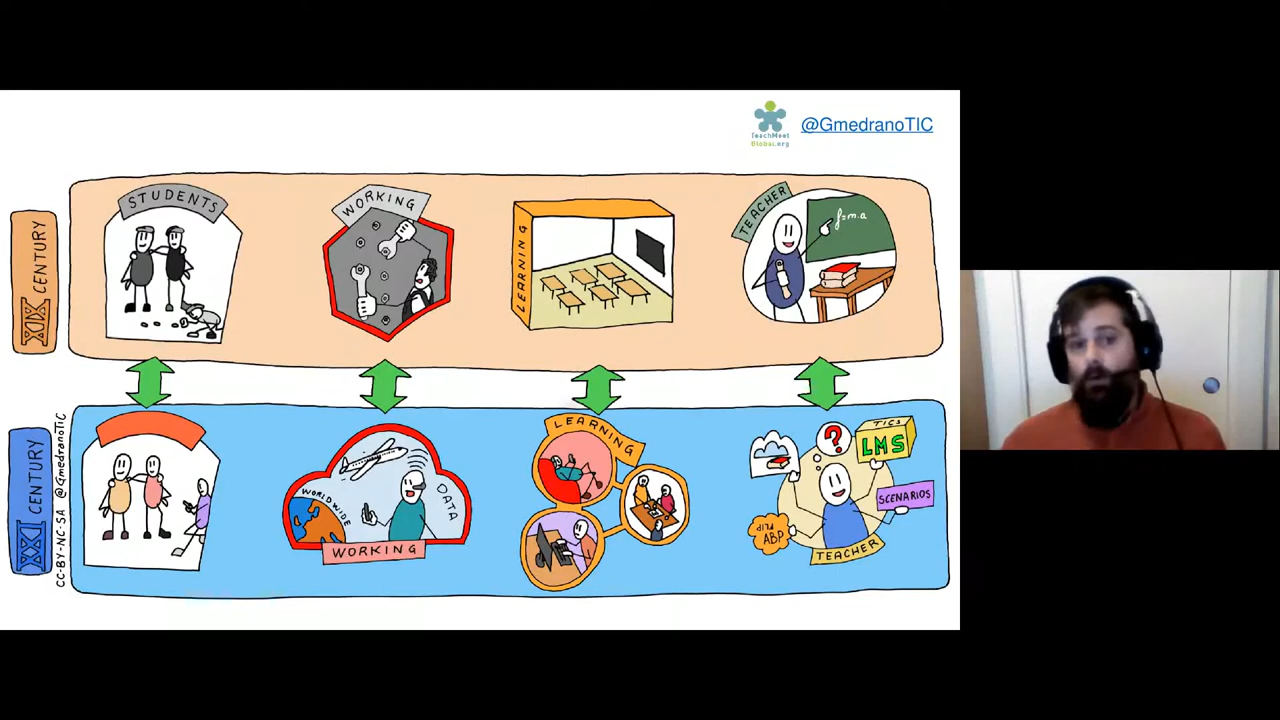 TeachMeet
Global.org
@GmedranoTIC
XIX CENTURY
STUDENTS
WORKING
LEARNING
TEACHER
f=m.a
XXI CENTURY
CC-BY-NC-SA @GmedranoTIC
WORLDWIDE
DATA
WORKING
LEARNING
?
TICS
LMS
SCENARIOS
FLIP
ABP
TEACHER